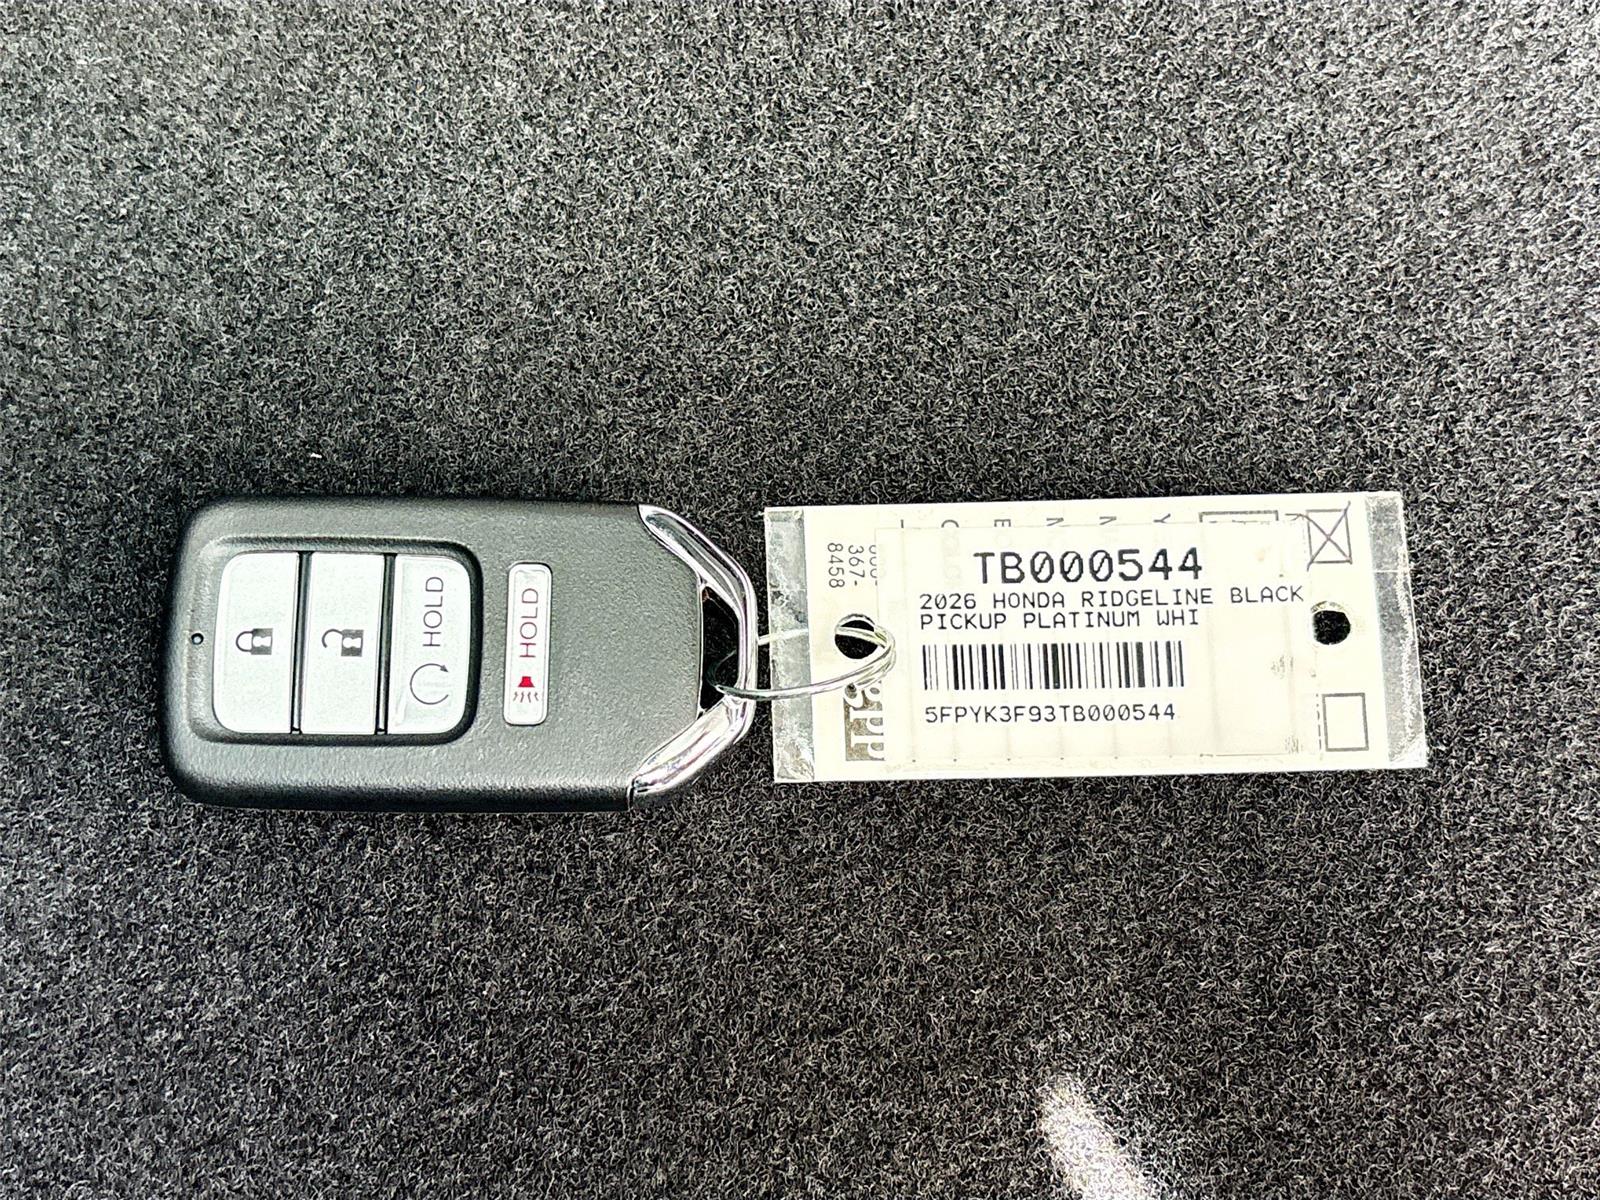 HOLD
HOLD
367-
8458
TB000544
2026 HONDA RIDGELINE BLACK
PICKUP PLATINUM WHI
5FPYK3F93TB000544